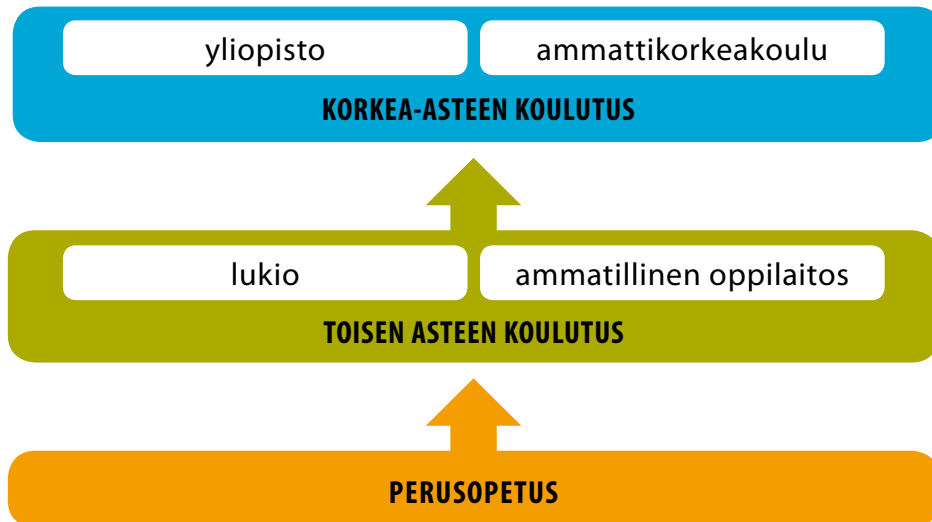 yliopisto
ammattikorkeakoulu
KORKEA-ASTEEN KOULUTUS
lukio
ammatillinen oppilaitos
TOISEN ASTEEN KOULUTUS
PERUSOPETUS